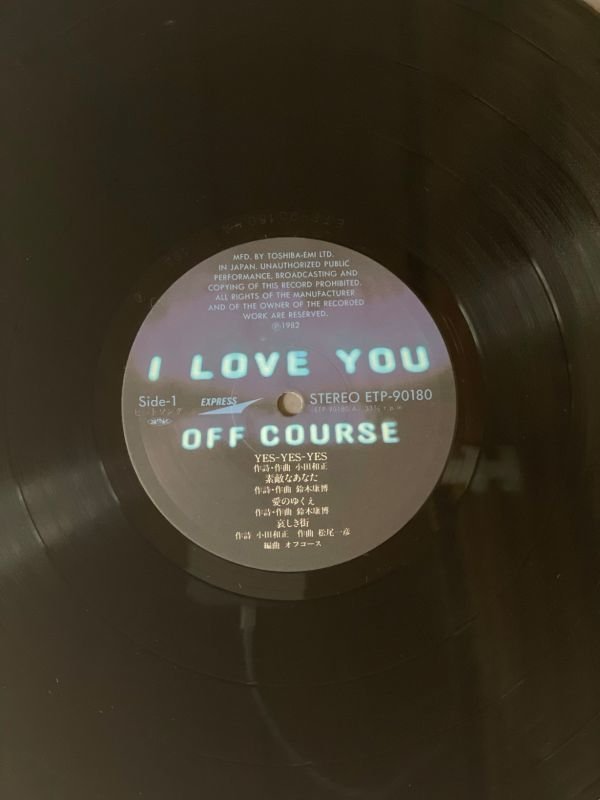 MFD. BY TOSHIBA-EMI LTD.
IN JAPAN. UNAUTHORIZED PUBLIC
PERFORMANCE, BROADCASTING AND
COPYING OF THIS RECORD PROHIBITED.
ALL RIGHTS OF THE MANUFACTURER
AND OF THE OWNER OF THE RECORDED
WORK ARE RESERVED.
℗1982
I LOVE YOU
Side-1 EXPRESS STEREO ETP-90180
OFF COURSE
YES-YES-YES
作詩・作曲 小田和正
素敵なあなた
作詩・作曲 鈴木康博
愛のゆくえ
作詩・作曲 鈴木康博
哀しき街
作詩 小田和正 作曲 松尾一彦
編曲 オフコース